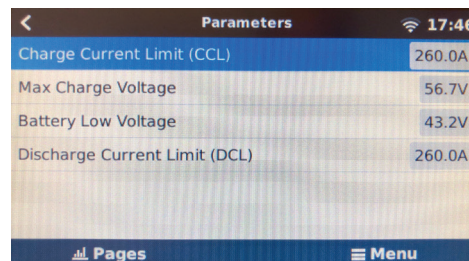 Parameters 17:46
Charge Current Limit (CCL) 260.0A
Max Charge Voltage 56.7V
Battery Low Voltage 43.2V
Discharge Current Limit (DCL) 260.0A
Pages Menu